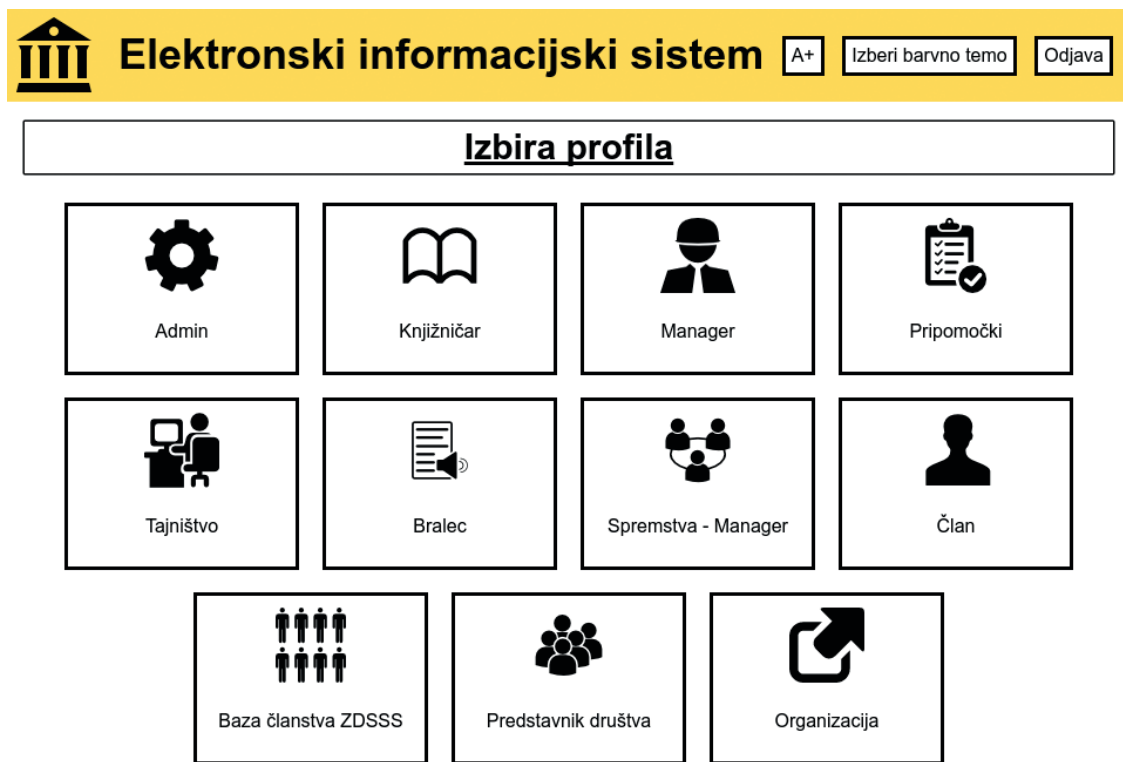 Elektronski informacijski sistem
A+
Izberi barvno temo
Odjava
Izbira profila
Admin
Knjižničar
Manager
Pripomočki
Tajništvo
Bralec
Spremstva - Manager
Član
Baza članstva ZDSSS
Predstavnik društva
Organizacija